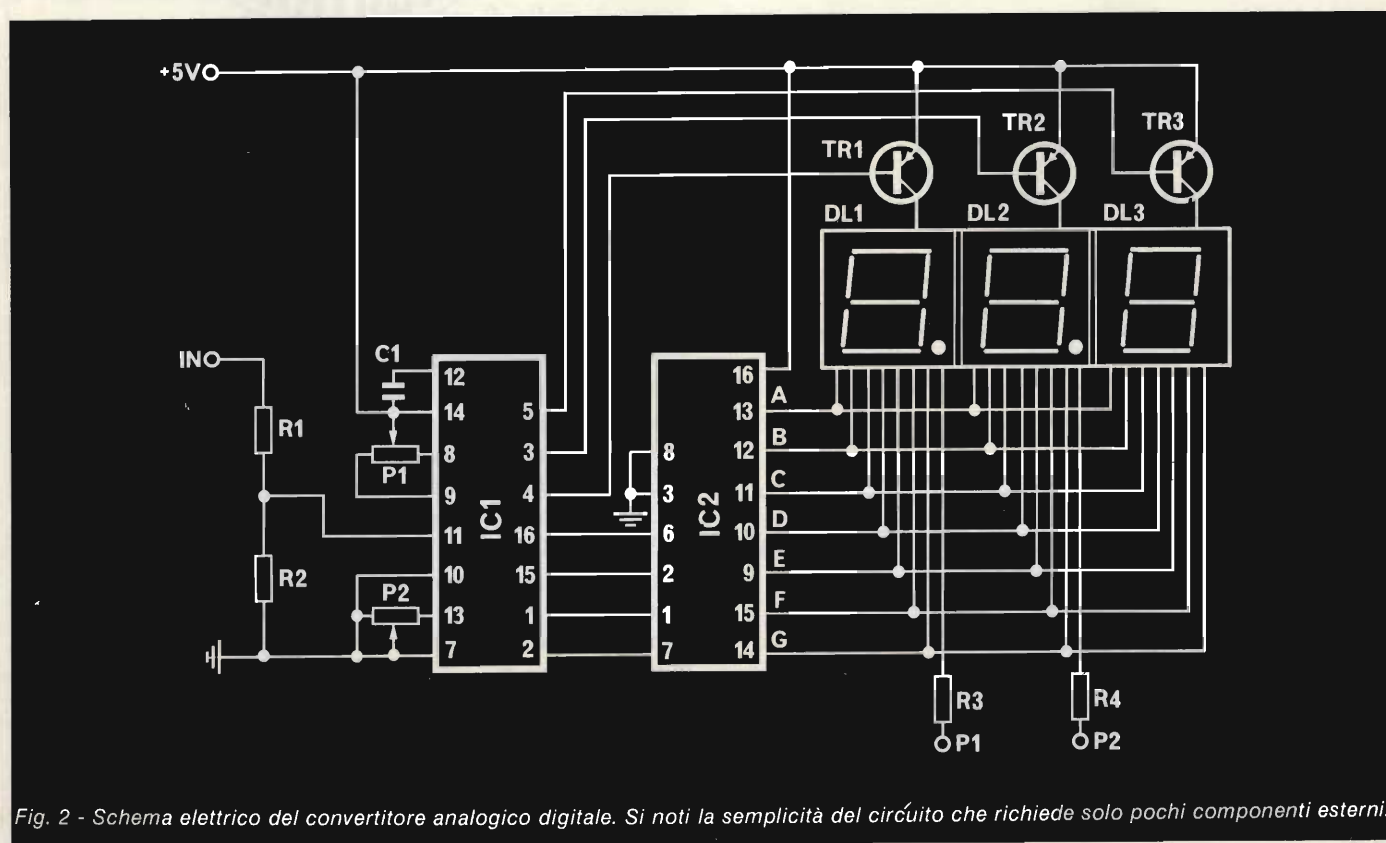 +5V
TR1
TR2
TR3
DL1
DL2
DL3
IN
C1
R1
P1
R2
P2
12
14
8
9
11
10
13
7
IC1
5
3
4
16
15
1
2
8
3
6
2
1
7
IC2
16
13
12
11
10
9
15
14
A
B
C
D
E
F
G
R3
R4
P1
P2
Fig. 2 - Schema elettrico del convertitore analogico digitale. Si noti la semplicità del circuito che richiede solo pochi componenti esterni.